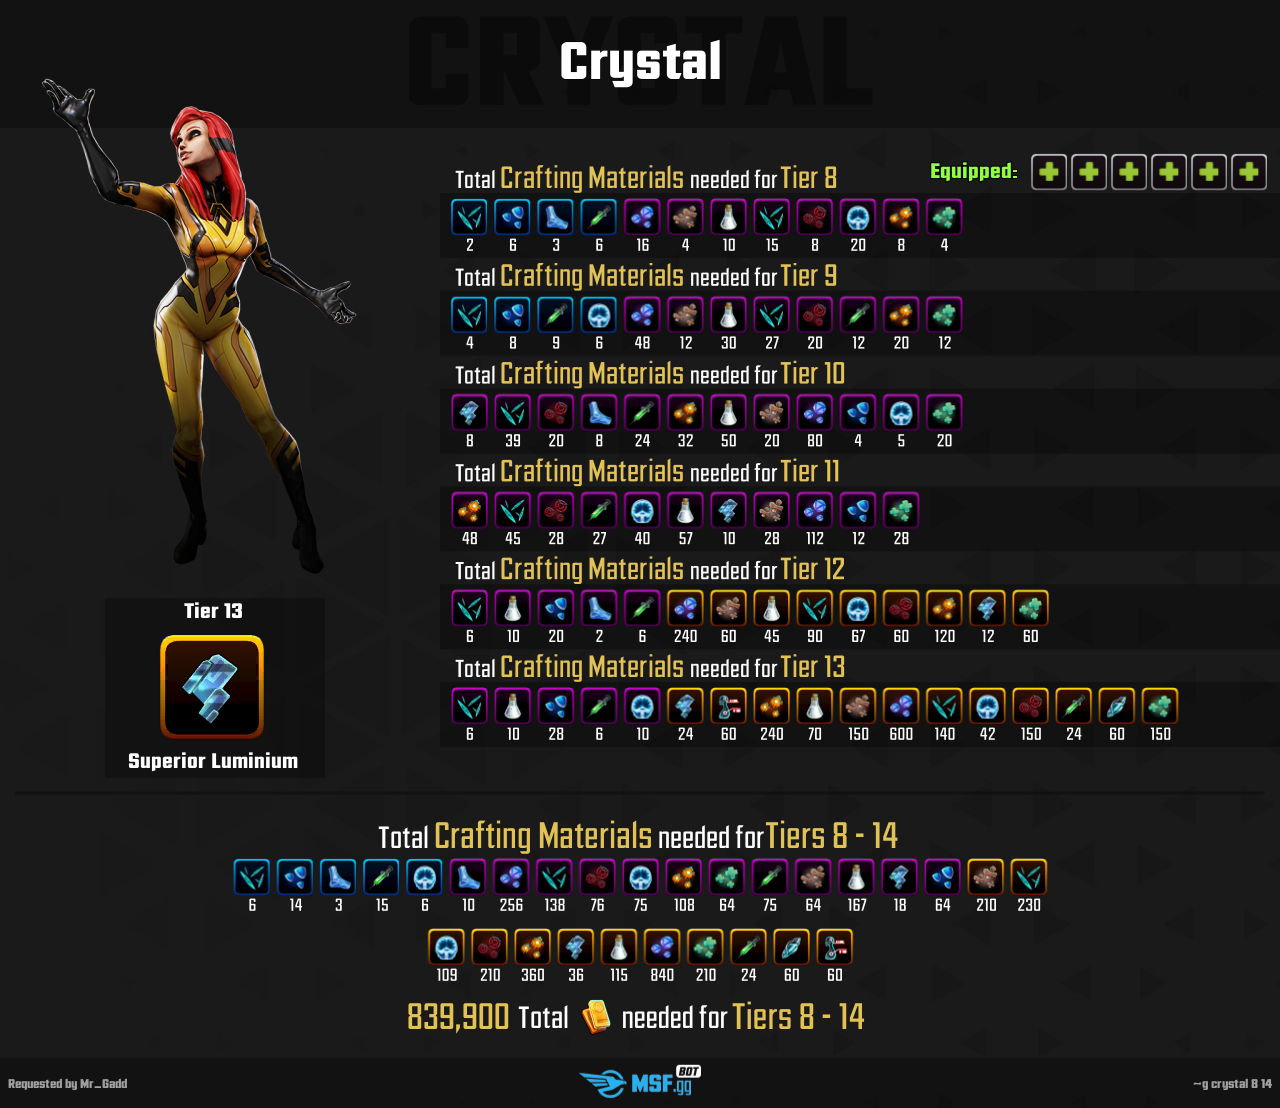 CRYSTAL
Crystal
Equipped:
Total Crafting Materials needed for Tier 8
2 6 3 6 16 4 10 15 8 20 8 4
Total Crafting Materials needed for Tier 9
4 8 9 6 48 12 30 27 20 12 20 12
Total Crafting Materials needed for Tier 10
8 39 20 8 24 32 50 20 80 4 5 20
Total Crafting Materials needed for Tier 11
48 45 28 27 40 57 10 28 112 12 28
Total Crafting Materials needed for Tier 12
6 10 20 2 6 240 60 45 90 67 60 120 12 60
Total Crafting Materials needed for Tier 13
6 10 28 6 10 24 60 240 70 150 600 140 42 150 24 60 150
Tier 13
Superior Luminium
Total Crafting Materials needed for Tiers 8 - 14
6 14 3 15 6 10 256 138 76 75 108 64 75 64 167 18 64 210 230
109 210 360 36 115 840 210 24 60 60
839,900 Total needed for Tiers 8 - 14
Requested by Mr_Gadd
MSF.gg BOT
~g crystal 8 14